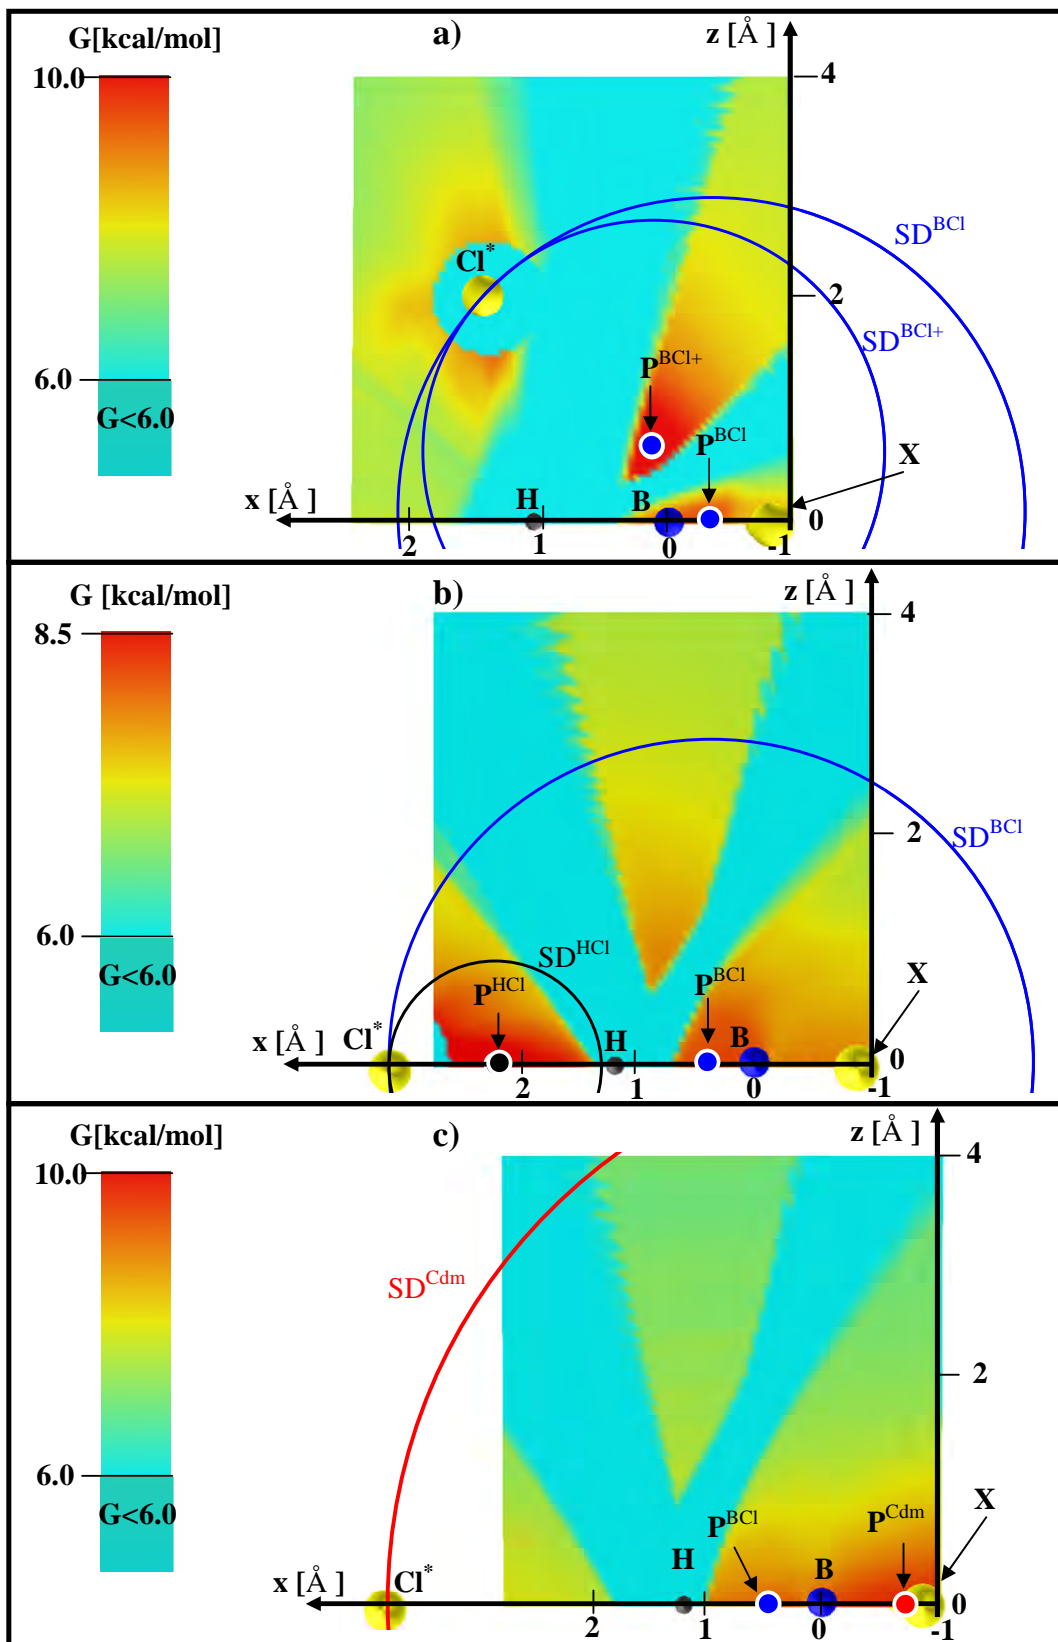 G[kcal/mol]
a)
z [Å ]
10.0
4
SD^BCl
Cl*
2
SD^BCl+
6.0
P^BCl+
G<6.0
P^BCl
X
x [Å ]
H
B
0
2
1
0
-1
G [kcal/mol]
b)
z [Å ]
8.5
4
2
SD^BCl
6.0
SD^HCl
G<6.0
P^HCl
P^BCl
X
x [Å ]
Cl*
H
B
0
2
1
0
-1
G[kcal/mol]
c)
z [Å ]
10.0
4
SD^Cdm
2
6.0
G<6.0
P^BCl
P^Cdm
X
H
B
x [Å ]
Cl*
0
2
1
0
-1